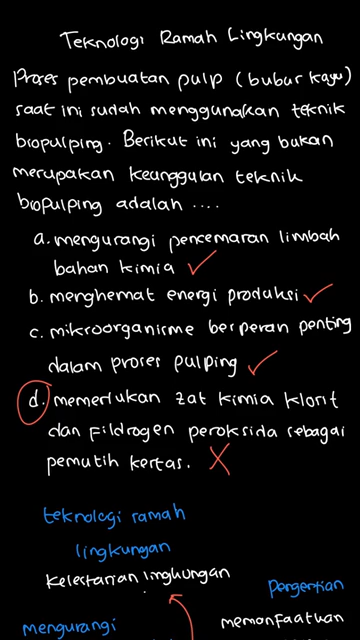 Teknologi Ramah Lingkungan
Proses pembuatan pulp (bubur kayu)
saat ini sudah menggunakan teknik
biopulping. Berikut ini yang bukan
merupakan keunggulan teknik
biopulping adalah ....
a. mengurangi pencemaran limbah
bahan kimia
b. menghemat energi produksi
c. mikroorganisme berperan penting
dalam proses pulping
d. memerlukan zat kimia klorit
dan Fildrogen peroksida sebagai
pemutih kertas.
teknologi ramah
lingkungan
Kelestarian lingkungan
Pengertian
mengurangi
memanfaatkan